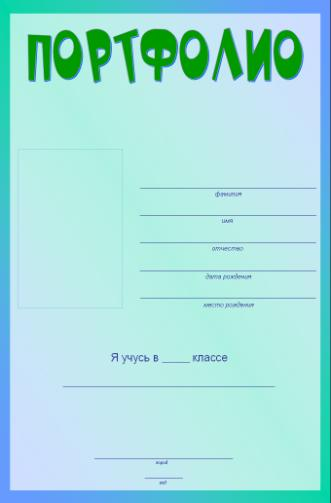 ПОРТФОЛИО
фамилия
имя
отчество
дата рождения
место рождения
Я учусь в _____ классе
город
год